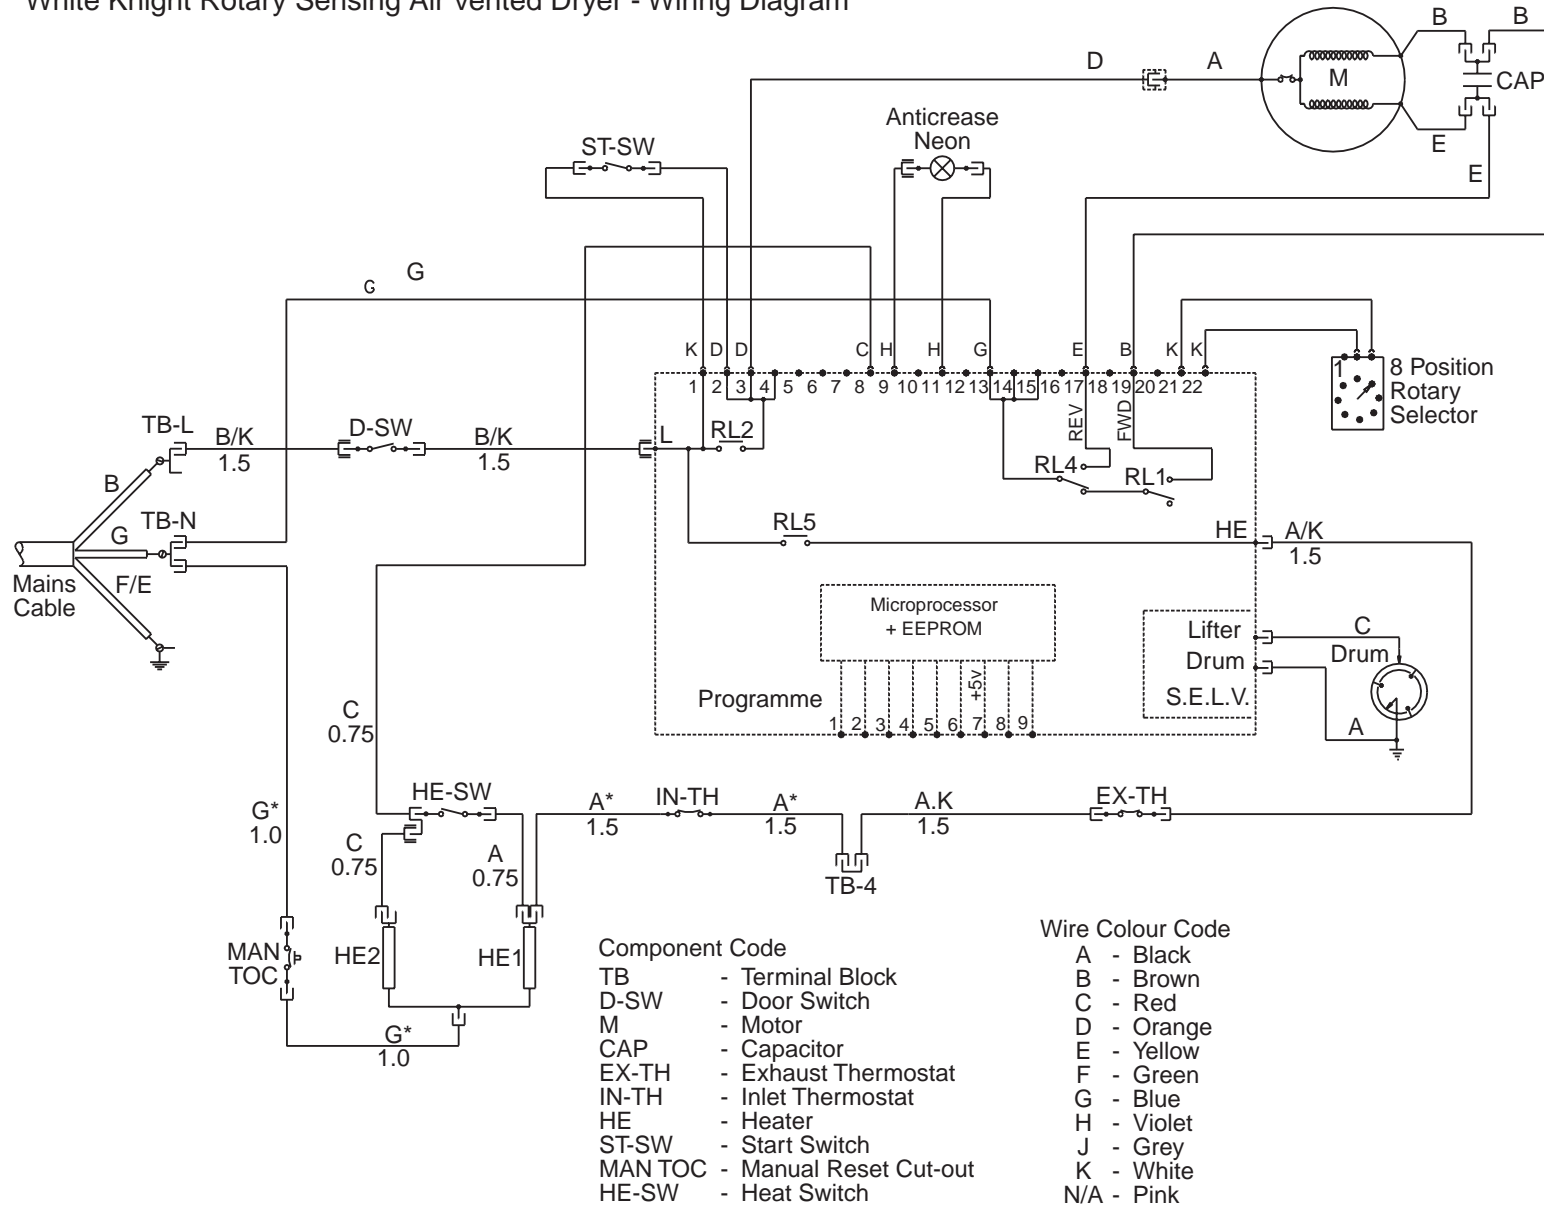 White Knight Rotary Sensing Air Vented Dryer - Wiring Diagram
B
B
D
A
M
CAP
E
E
Anticrease
Neon
ST-SW
G
G
K
D
D
C
H
H
G
E
B
K
K
1
2
3
4
5
6
7
8
9
10
11
12
13
14
15
16
17
18
19
20
21
22
1
8 Position
Rotary
Selector
TB-L
B/K
1.5
D-SW
B/K
1.5
L
RL2
REV
FWD
RL4
RL1
B
G
F/E
TB-N
Mains
Cable
RL5
HE
A/K
1.5
Microprocessor
+ EEPROM
Lifter
Drum
S.E.L.V.
C
Drum
A
Programme
+5v
1
2
3
4
5
6
7
8
9
C
0.75
HE-SW
A*
1.5
IN-TH
A*
1.5
A.K
1.5
EX-TH
G*
1.0
C
0.75
A
0.75
TB-4
MAN
TOC
HE2
HE1
G*
1.0
Component Code
TB - Terminal Block
D-SW - Door Switch
M - Motor
CAP - Capacitor
EX-TH - Exhaust Thermostat
IN-TH - Inlet Thermostat
HE - Heater
ST-SW - Start Switch
MAN TOC - Manual Reset Cut-out
HE-SW - Heat Switch
Wire Colour Code
A - Black
B - Brown
C - Red
D - Orange
E - Yellow
F - Green
G - Blue
H - Violet
J - Grey
K - White
N/A - Pink